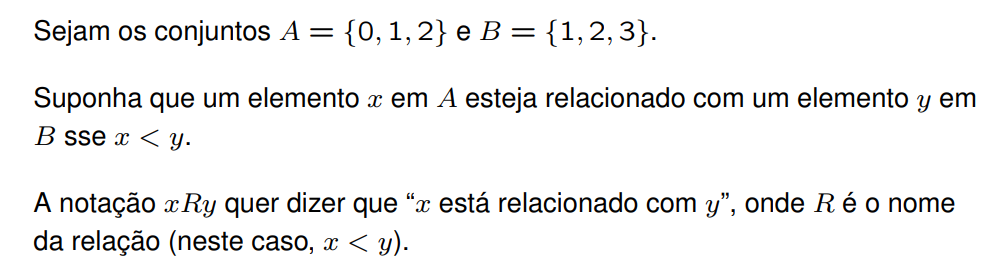 Sejam os conjuntos A = {0, 1, 2} e B = {1, 2, 3}.
Suponha que um elemento x em A esteja relacionado com um elemento y em
B sse x < y.
A notação xRy quer dizer que “x está relacionado com y”, onde R é o nome
da relação (neste caso, x < y).